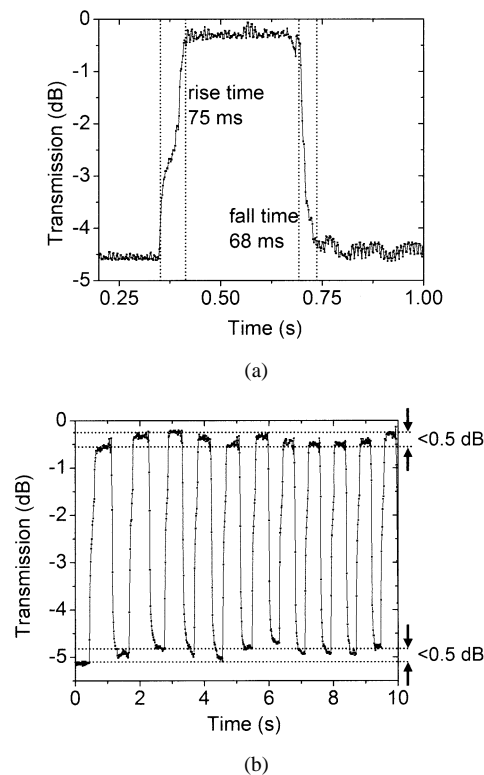 0
-1
-2
-3
-4
-5
Transmission (dB)
rise time
75 ms
fall time
68 ms
0.25
0.50
0.75
1.00
Time (s)
(a)
0
-1
-2
-3
-4
-5
Transmission (dB)
<0.5 dB
<0.5 dB
0
2
4
6
8
10
Time (s)
(b)